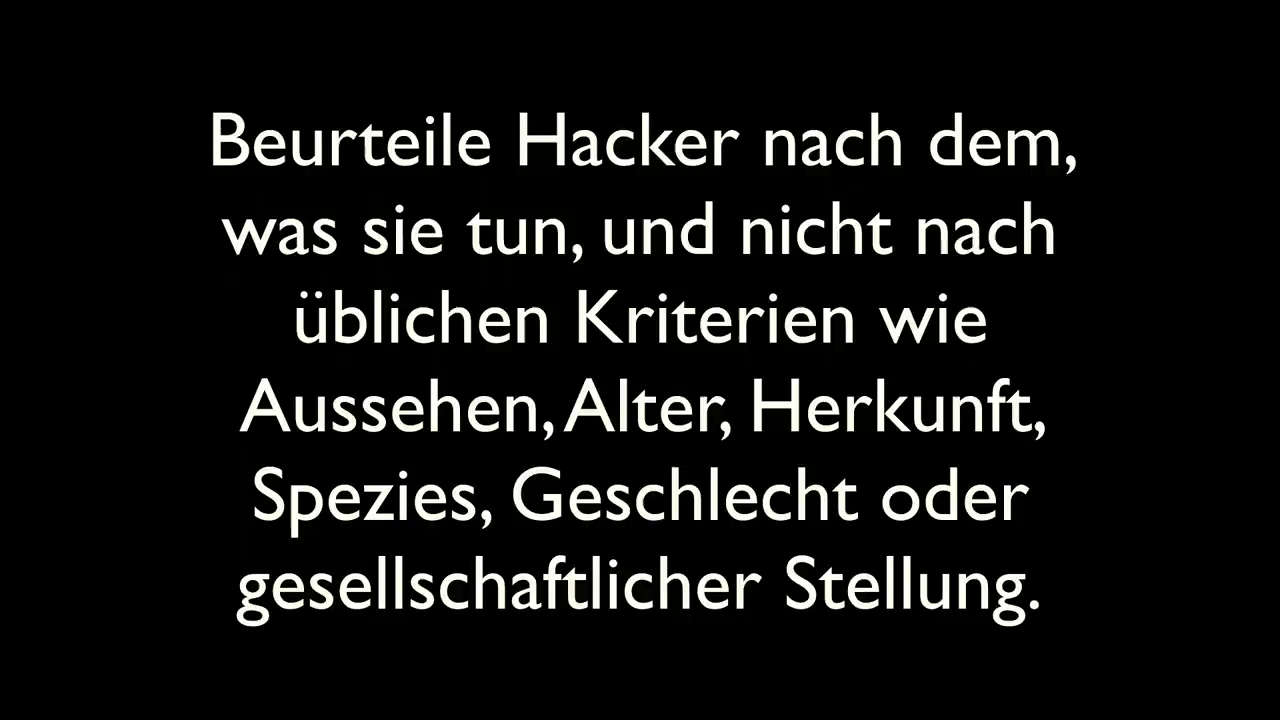 Beurteile Hacker nach dem,
was sie tun, und nicht nach
üblichen Kriterien wie
Aussehen, Alter, Herkunft,
Spezies, Geschlecht oder
gesellschaftlicher Stellung.